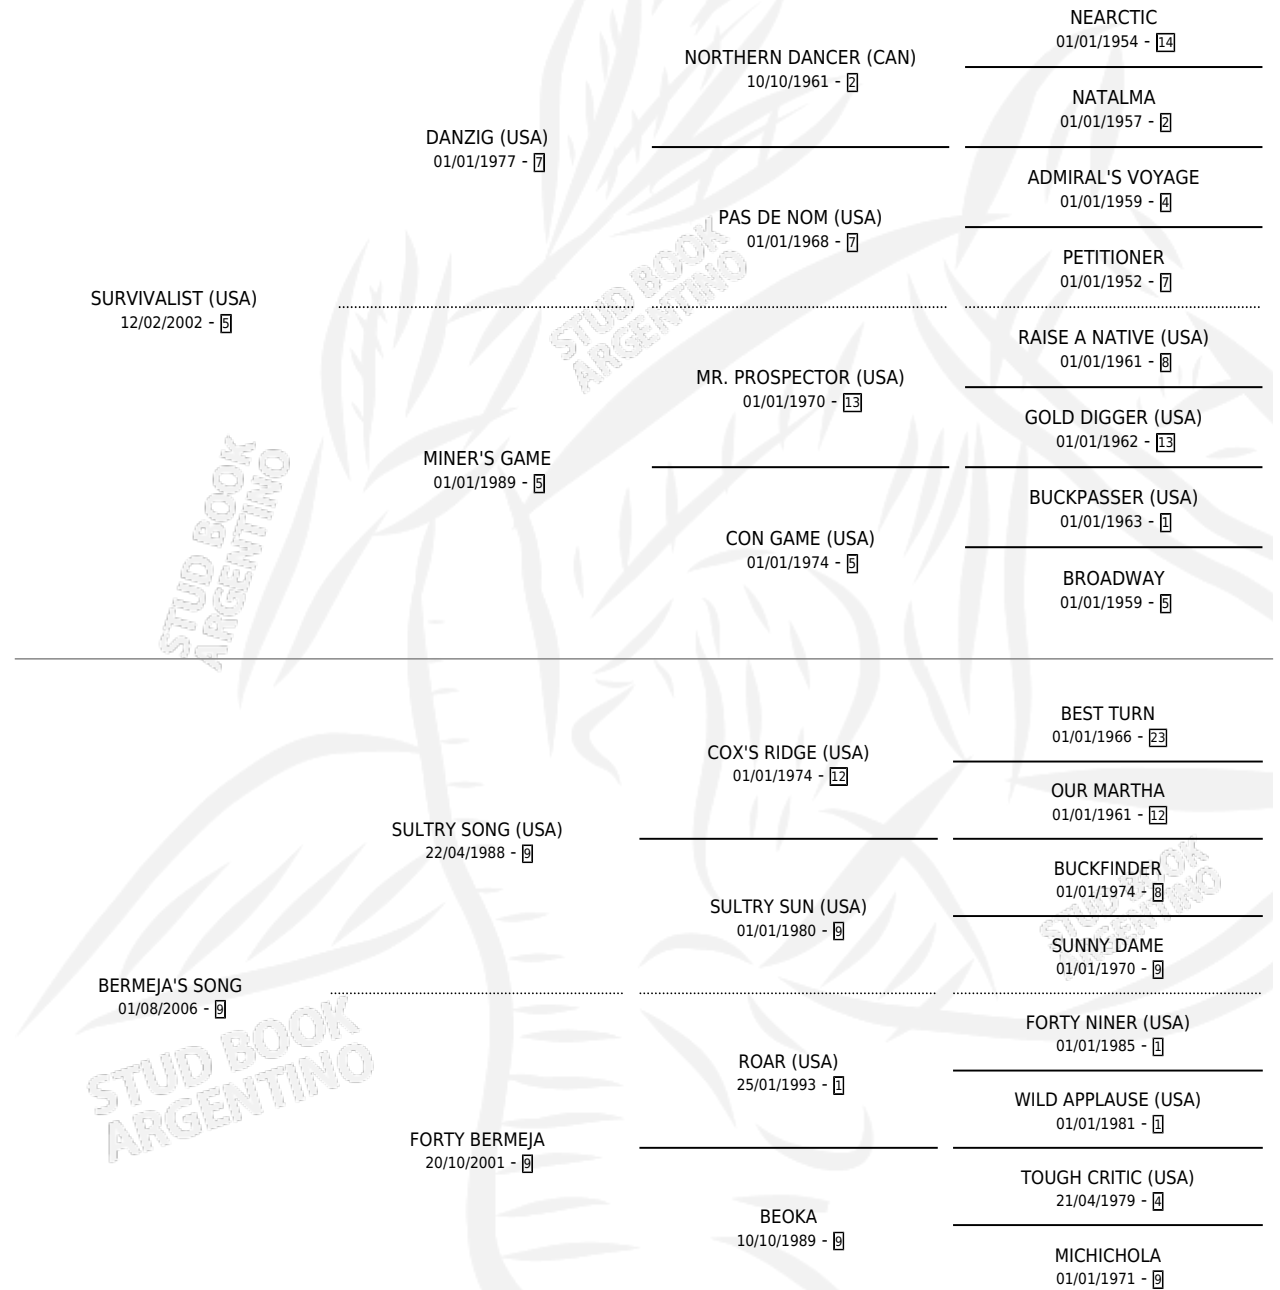 NEARCTIC
01/01/1954 - 14
NORTHERN DANCER (CAN)
10/10/1961 - 2
NATALMA
01/01/1957 - 2
DANZIG (USA)
01/01/1977 - 7
ADMIRAL'S VOYAGE
01/01/1959 - 4
PAS DE NOM (USA)
01/01/1968 - 7
PETITIONER
01/01/1952 - 7
SURVIVALIST (USA)
12/02/2002 - 5
STUD BOOK
ARGENTINO
RAISE A NATIVE (USA)
01/01/1961 - 8
MR. PROSPECTOR (USA)
01/01/1970 - 13
GOLD DIGGER (USA)
01/01/1962 - 13
MINER'S GAME
01/01/1989 - 5
BUCKPASSER (USA)
01/01/1963 - 1
CON GAME (USA)
01/01/1974 - 5
BROADWAY
01/01/1959 - 5
STUD BOOK
ARGENTINO
BEST TURN
01/01/1966 - 23
COX'S RIDGE (USA)
01/01/1974 - 12
OUR MARTHA
01/01/1961 - 12
SULTRY SONG (USA)
22/04/1988 - 9
BUCKFINDER
01/01/1974 - 8
SULTRY SUN (USA)
01/01/1980 - 9
STUD BOOK
ARGENTINO
SUNNY DAME
01/01/1970 - 9
BERMEJA'S SONG
01/08/2006 - 9
STUD BOOK
ARGENTINO
FORTY NINER (USA)
01/01/1985 - 1
ROAR (USA)
25/01/1993 - 1
WILD APPLAUSE (USA)
01/01/1981 - 1
FORTY BERMEJA
20/10/2001 - 9
TOUGH CRITIC (USA)
21/04/1979 - 4
BEOKA
10/10/1989 - 9
MICHICHOLA
01/01/1971 - 9